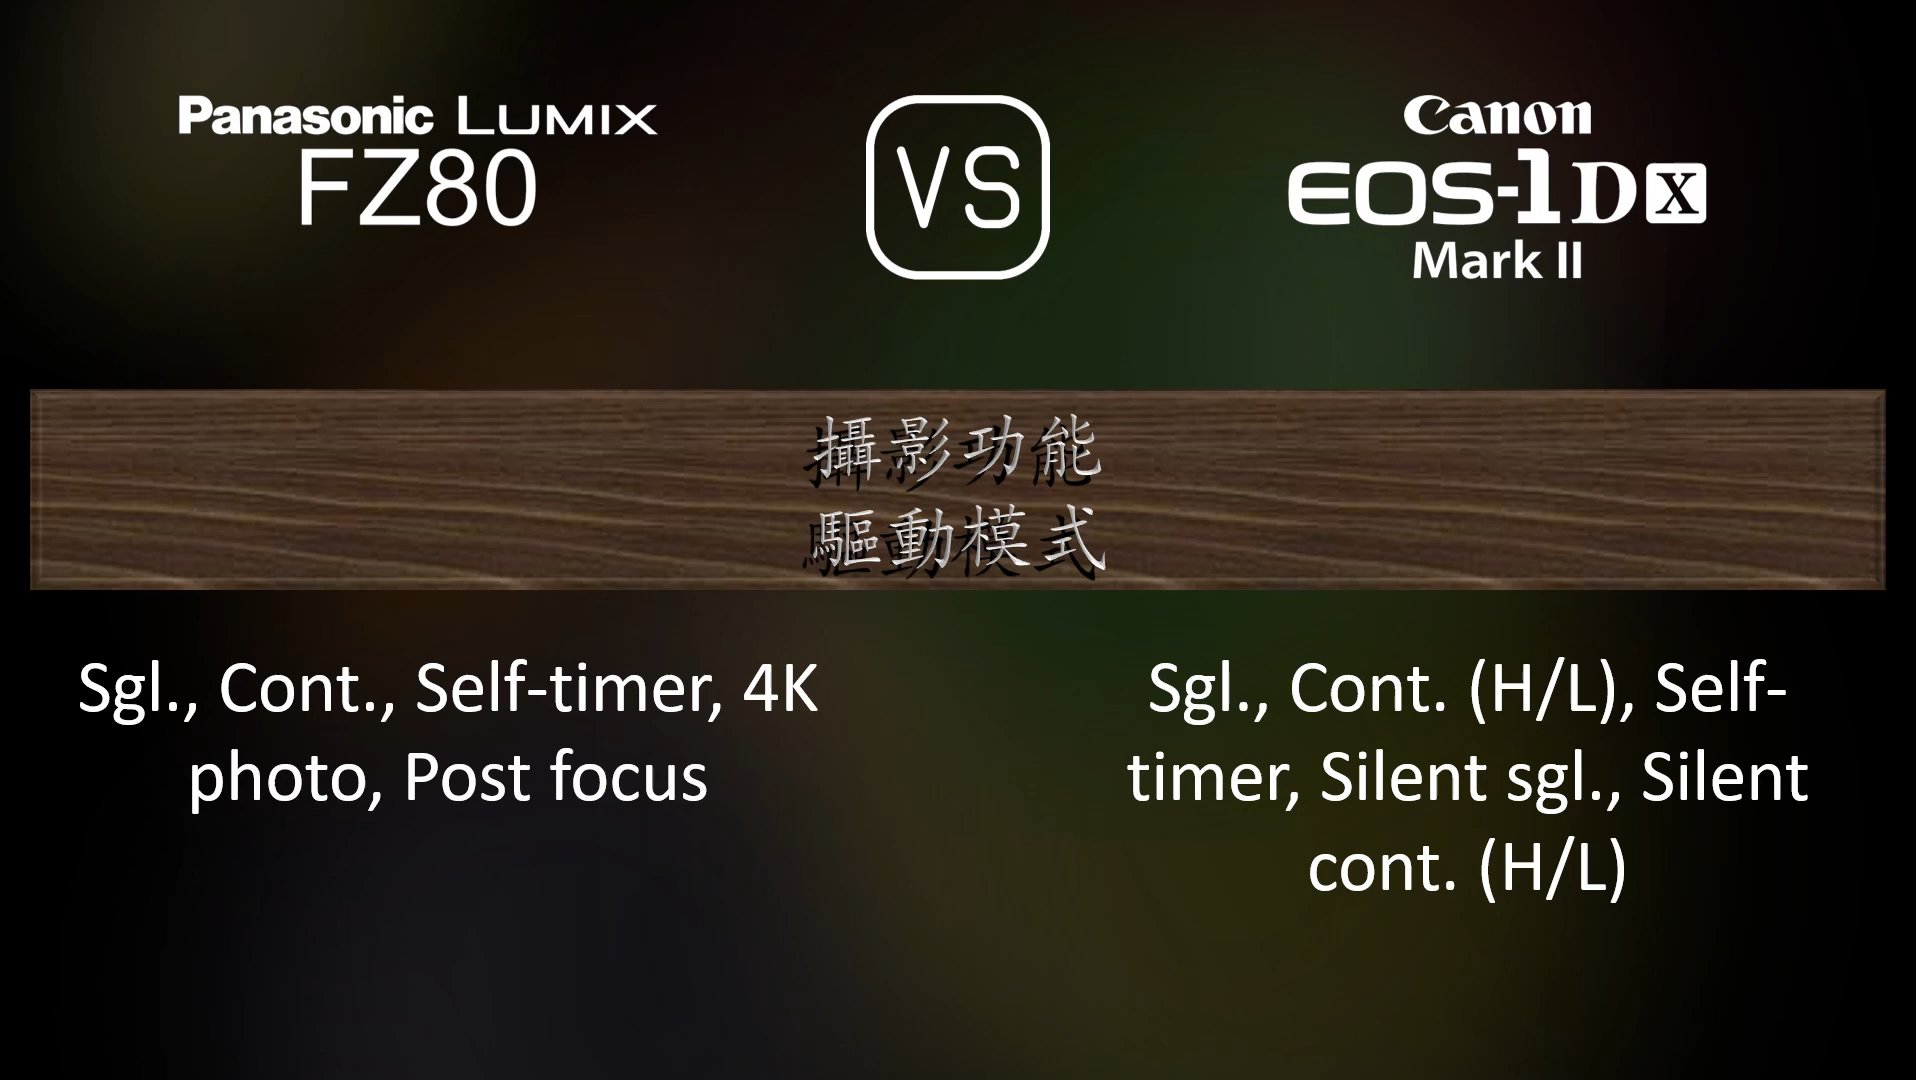 Panasonic LUMIX
FZ80
VS
Canon
EOS-1DX
Mark II
攝影功能
驅動模式
Sgl., Cont., Self-timer, 4K
photo, Post focus
Sgl., Cont. (H/L), Self-
timer, Silent sgl., Silent
cont. (H/L)